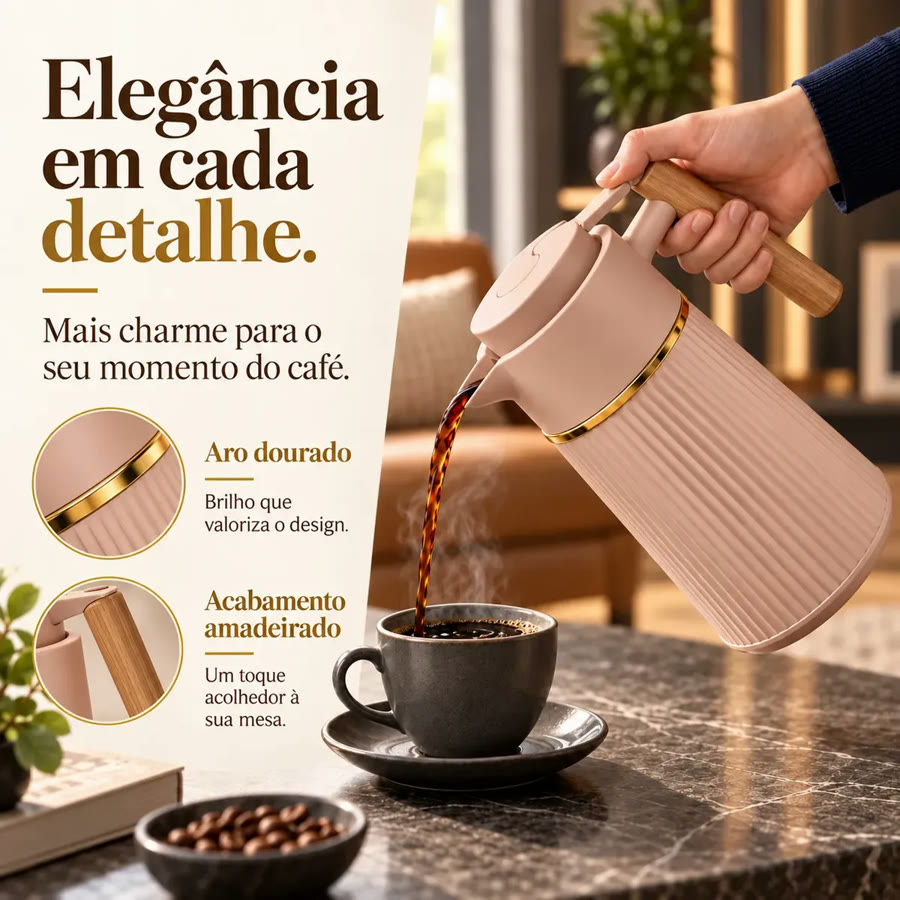 Elegância
em cada
detalhe.
Mais charme para o
seu momento do café.
Aro dourado
Brilho que
valoriza o design.
Acabamento
amadeirado
Um toque
acolhedor à
sua mesa.